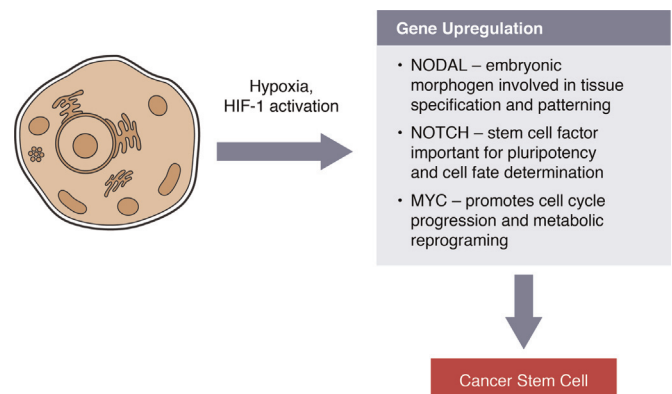 Hypoxia,
HIF-1 activation
Gene Upregulation
• NODAL – embryonic
morphogen involved in tissue
specification and patterning
• NOTCH – stem cell factor
important for pluripotency
and cell fate determination
• MYC – promotes cell cycle
progression and metabolic
reprograming
Cancer Stem Cell